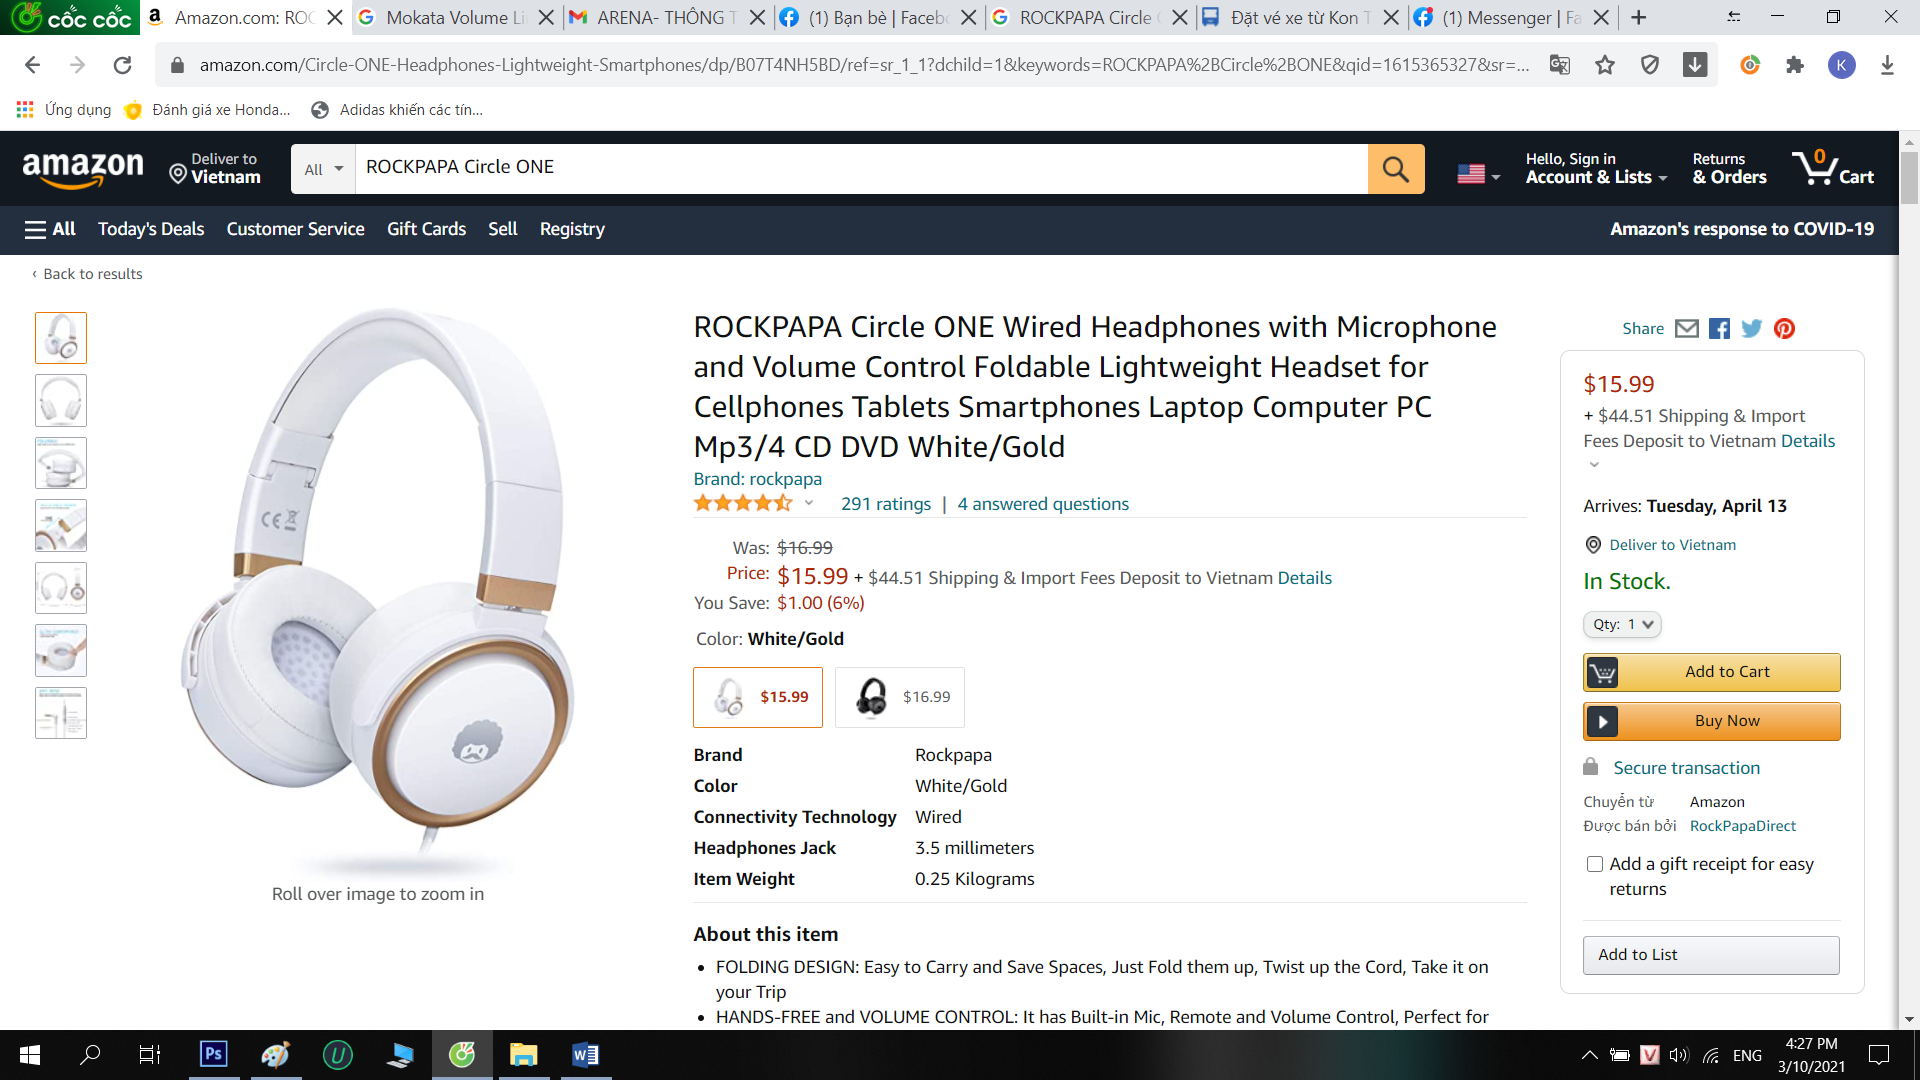 cốc cốc
Amazon.com: ROC
Mokata Volume Li
ARENA- THÔNG T
(1) Bạn bè | Facebo
ROCKPAPA Circle
Đặt vé xe từ Kon T
(1) Messenger | Fa
amazon.com/Circle-ONE-Headphones-Lightweight-Smartphones/dp/B07T4NH5BD/ref=sr_1_1?dchild=1&keywords=ROCKPAPA%2BCircle%2BONE&qid=1615365327&sr=...
K
Ứng dụng
Đánh giá xe Honda...
Adidas khiến các tín...
amazon
Deliver to
Vietnam
All
ROCKPAPA Circle ONE
Hello, Sign in
Account & Lists
Returns
& Orders
0
Cart
All
Today's Deals
Customer Service
Gift Cards
Sell
Registry
Amazon's response to COVID-19
‹ Back to results
CE
Roll over image to zoom in
ROCKPAPA Circle ONE Wired Headphones with Microphone
and Volume Control Foldable Lightweight Headset for
Cellphones Tablets Smartphones Laptop Computer PC
Mp3/4 CD DVD White/Gold
Brand: rockpapa
291 ratings | 4 answered questions
Was: $16.99
Price: $15.99 + $44.51 Shipping & Import Fees Deposit to Vietnam Details
You Save: $1.00 (6%)
Color: White/Gold
$15.99
$16.99
Brand Rockpapa
Color White/Gold
Connectivity Technology Wired
Headphones Jack 3.5 millimeters
Item Weight 0.25 Kilograms
About this item
• FOLDING DESIGN: Easy to Carry and Save Spaces, Just Fold them up, Twist up the Cord, Take it on
your Trip
• HANDS-FREE and VOLUME CONTROL: It has Built-in Mic, Remote and Volume Control, Perfect for
Share
$15.99
+ $44.51 Shipping & Import
Fees Deposit to Vietnam Details
Arrives: Tuesday, April 13
Deliver to Vietnam
In Stock.
Qty: 1
Add to Cart
Buy Now
Secure transaction
Chuyển từ Amazon
Được bán bởi RockPapaDirect
Add a gift receipt for easy
returns
Add to List
Ps
U
W
V
ENG
4:27 PM
3/10/2021